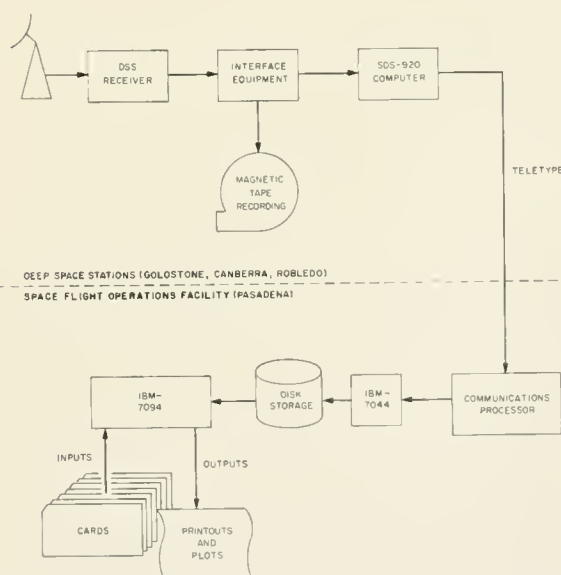 DSS
RECEIVER
INTERFACE
EQUIPMENT
SDS-920
COMPUTER
MAGNETIC
TAPE
RECORDING
TELETYPE
DEEP SPACE STATIONS (GOLDSTONE, CANBERRA, ROBLEDO)
SPACE FLIGHT OPERATIONS FACILITY (PASADENA)
IBM-
7094
DISK
STORAGE
IBM-
7044
COMMUNICATIONS
PROCESSOR
INPUTS
OUTPUTS
CARDS
PRINTOUTS
AND
PLOTS